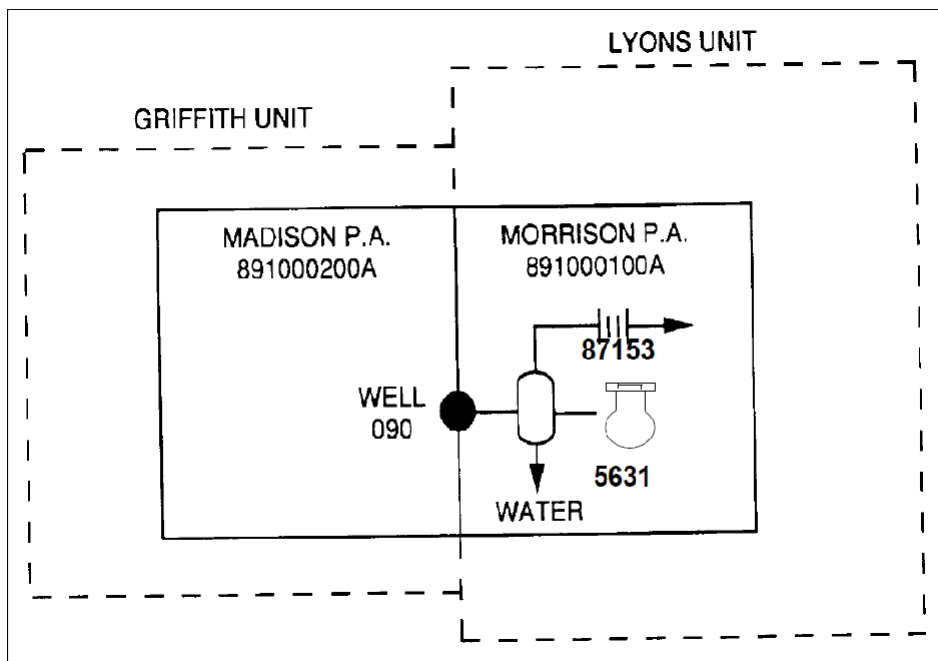 LYONS UNIT
GRIFFITH UNIT
MADISON P.A.
891000200A
MORRISON P.A.
891000100A
87153
WELL
090
5631
WATER